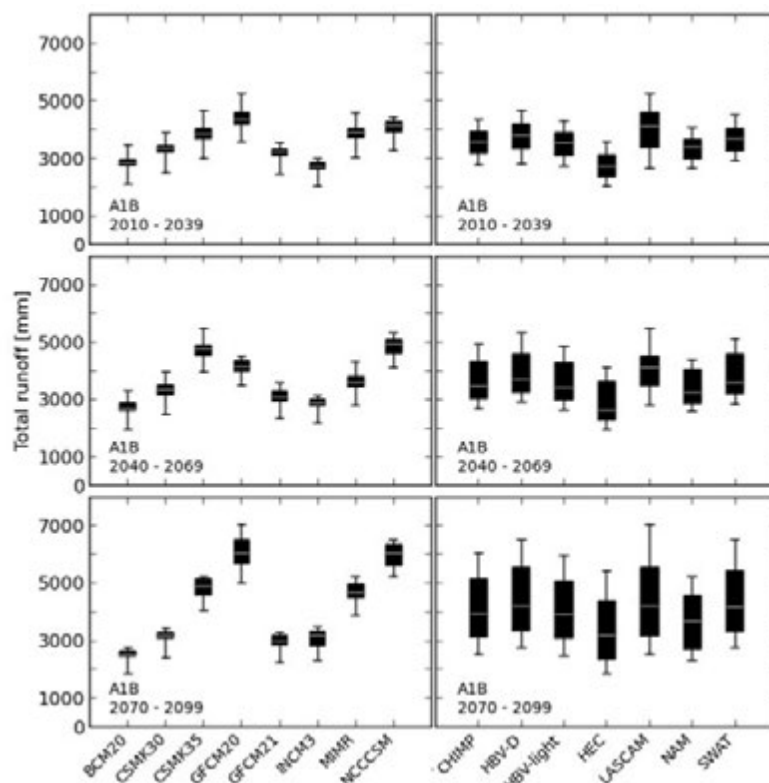 7000
5000
3000
1000
0
A1B
2010 - 2039
A1B
2010 - 2039
Total runoff [mm]
7000
5000
3000
1000
0
A1B
2040 - 2069
A1B
2040 - 2069
7000
5000
3000
1000
0
A1B
2070 - 2099
A1B
2070 - 2099
BCM20
CSMK30
CSMK35
GFCM20
GFCM21
INCM3
MIMR
NCCCSM
CHIMP
HBV-D
HBV-light
HEC
LASCAM
NAM
SWAT